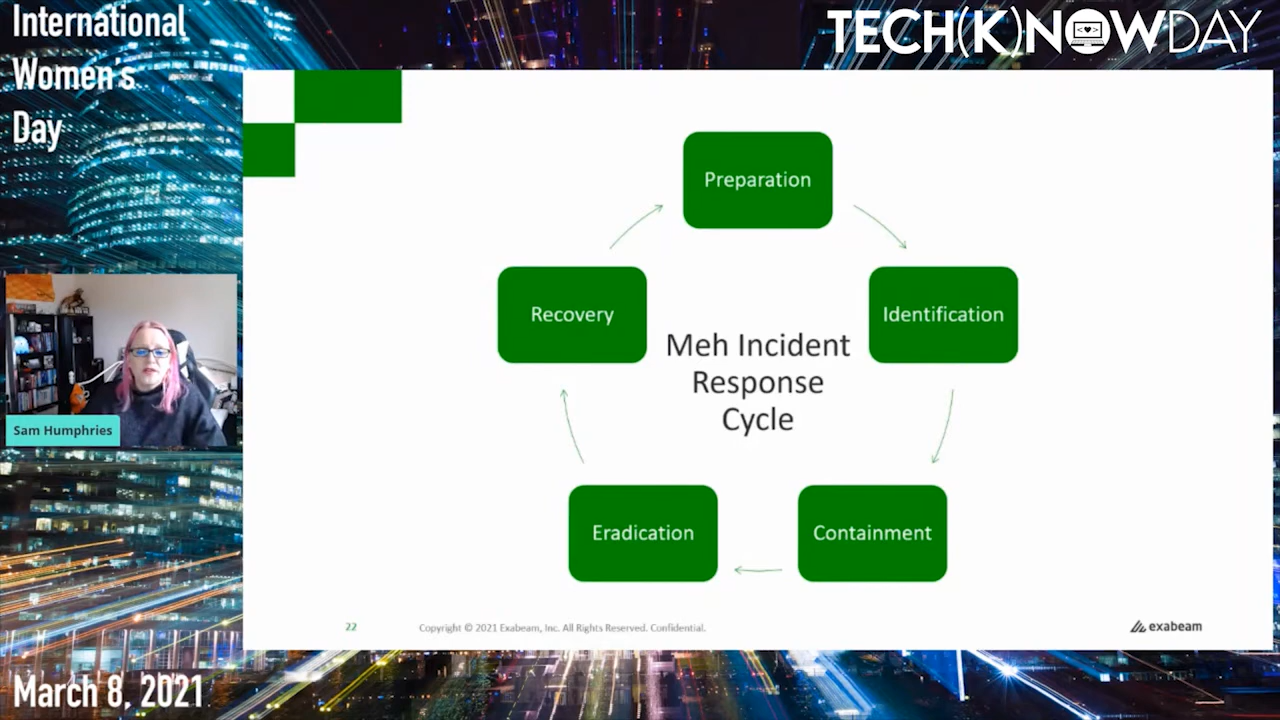 International
Women's
Day
TECH(K)NOWDAY
Preparation
Recovery
Identification
Meh Incident
Response
Cycle
Eradication
Containment
22
Copyright © 2021 Exabeam, Inc. All Rights Reserved. Confidential.
exabeam
Sam Humphries
March 8, 2021